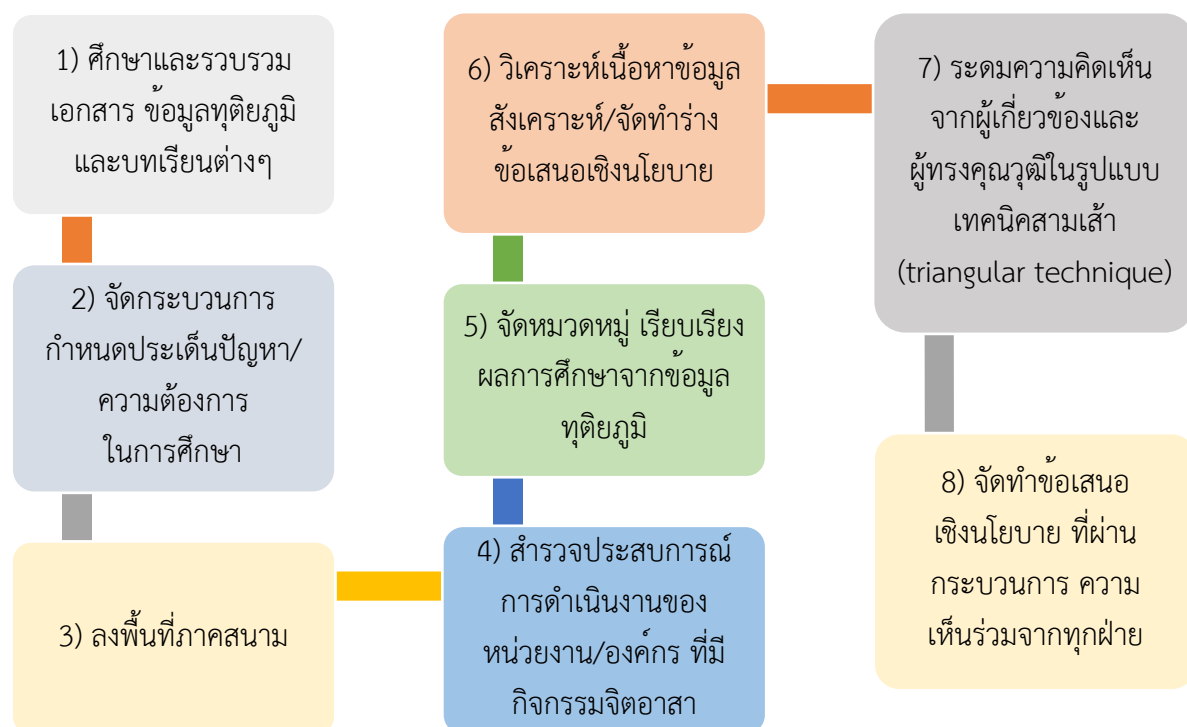 1) ศึกษาและรวบรวม
เอกสาร ข้อมูลทุติยภูมิ
และบทเรียนต่างๆ
2) จัดกระบวนการ
กำหนดประเด็นปัญหา/
ความต้องการ
ในการศึกษา
3) ลงพื้นที่ภาคสนาม
4) สำรวจประสบการณ์
การดำเนินงานของ
หน่วยงาน/องค์กร ที่มี
กิจกรรมจิตอาสา
5) จัดหมวดหมู่ เรียบเรียง
ผลการศึกษาจากข้อมูล
ทุติยภูมิ
6) วิเคราะห์เนื้อหาข้อมูล
สังเคราะห์/จัดทำร่าง
ข้อเสนอเชิงนโยบาย
7) ระดมความคิดเห็น
จากผู้เกี่ยวข้องและ
ผู้ทรงคุณวุฒิในรูปแบบ
เทคนิคสามเส้า
(triangular technique)
8) จัดทำข้อเสนอ
เชิงนโยบาย ที่ผ่าน
กระบวนการ ความ
เห็นร่วมจากทุกฝ่าย